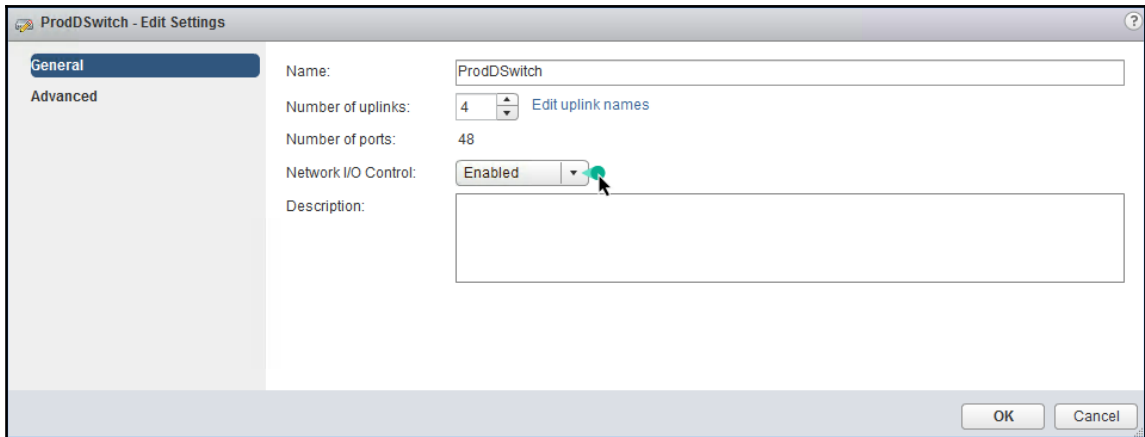 ProdDSwitch - Edit Settings
?
General
Advanced
Name: ProdDSwitch
Number of uplinks: 4 Edit uplink names
Number of ports: 48
Network I/O Control: Enabled
Description:
OK Cancel